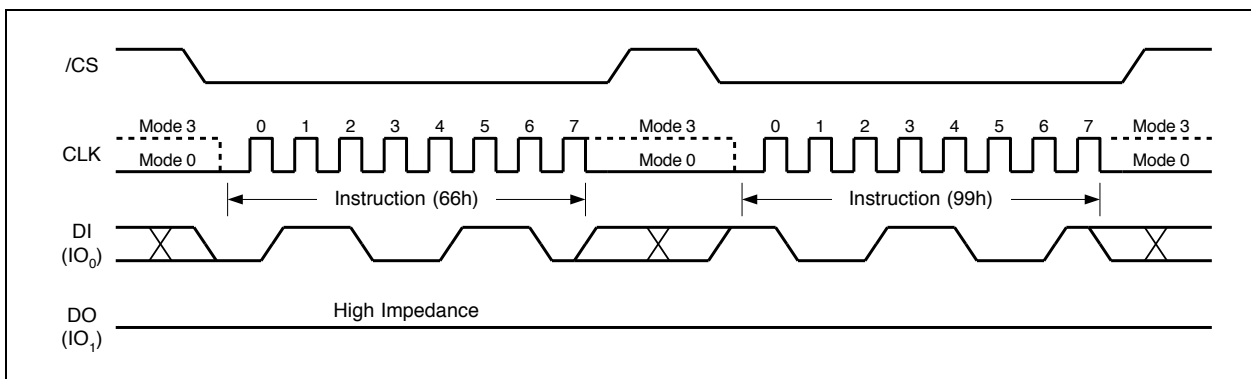 /CS
Mode 3 0 1 2 3 4 5 6 7 Mode 3 0 1 2 3 4 5 6 7 Mode 3
CLK
Mode 0 Mode 0 Mode 0
Instruction (66h) Instruction (99h)
DI
(IO₀)
High Impedance
DO
(IO₁)